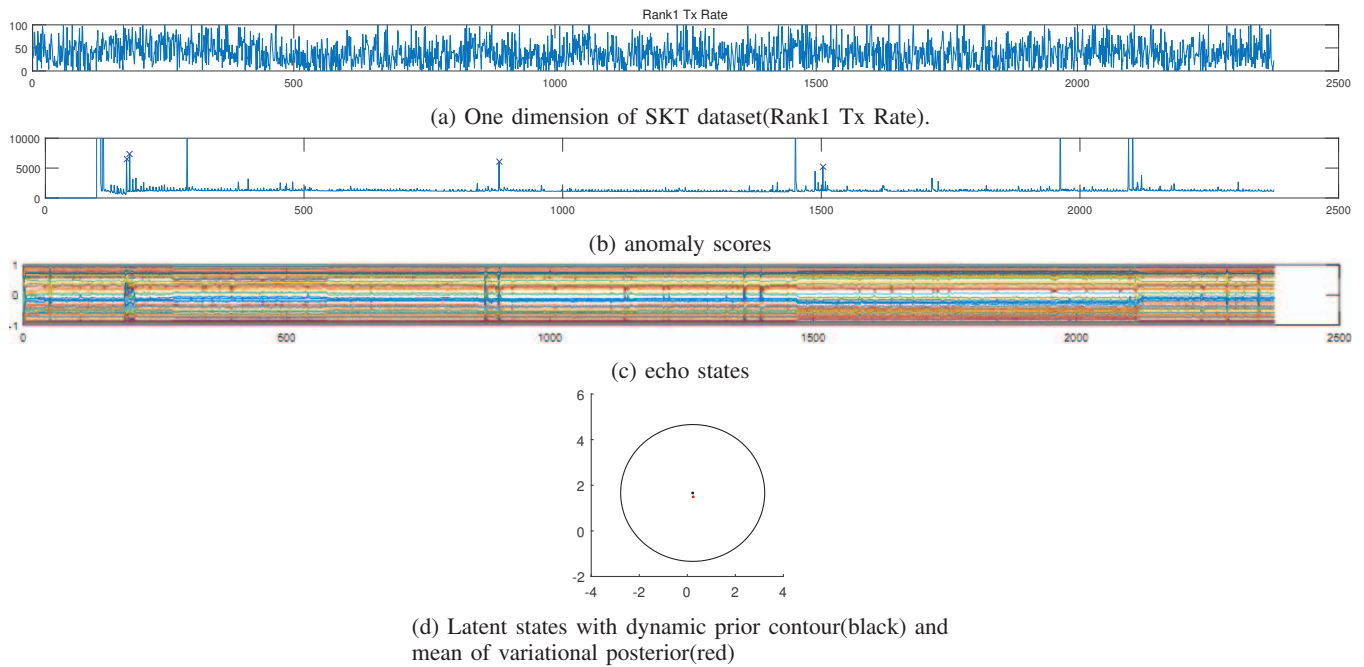 Rank1 Tx Rate
100
50
0
0 500 1000 1500 2000 2500
(a) One dimension of SKT dataset(Rank1 Tx Rate).
10000
5000
0
0 500 1000 1500 2000 2500
(b) anomaly scores
1
0
-1
0 500 1000 1500 2000 2500
(c) echo states
6
4
2
0
-2
-4 -2 0 2 4
(d) Latent states with dynamic prior contour(black) and
mean of variational posterior(red)